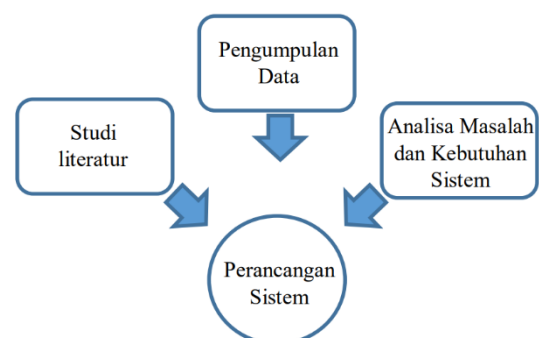 Pengumpulan
Data
Studi
literatur
Analisa Masalah
dan Kebutuhan
Sistem
Perancangan
Sistem